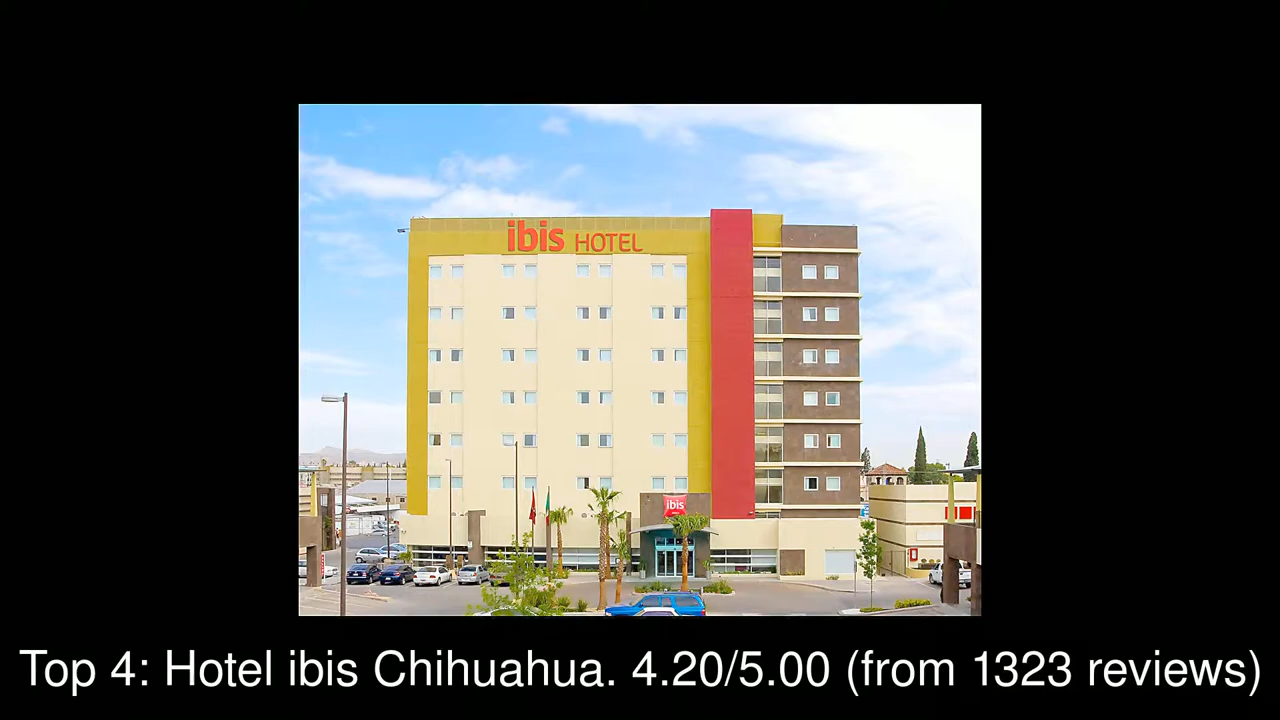 ibis HOTEL
ibis
Top 4: Hotel ibis Chihuahua. 4.20/5.00 (from 1323 reviews)